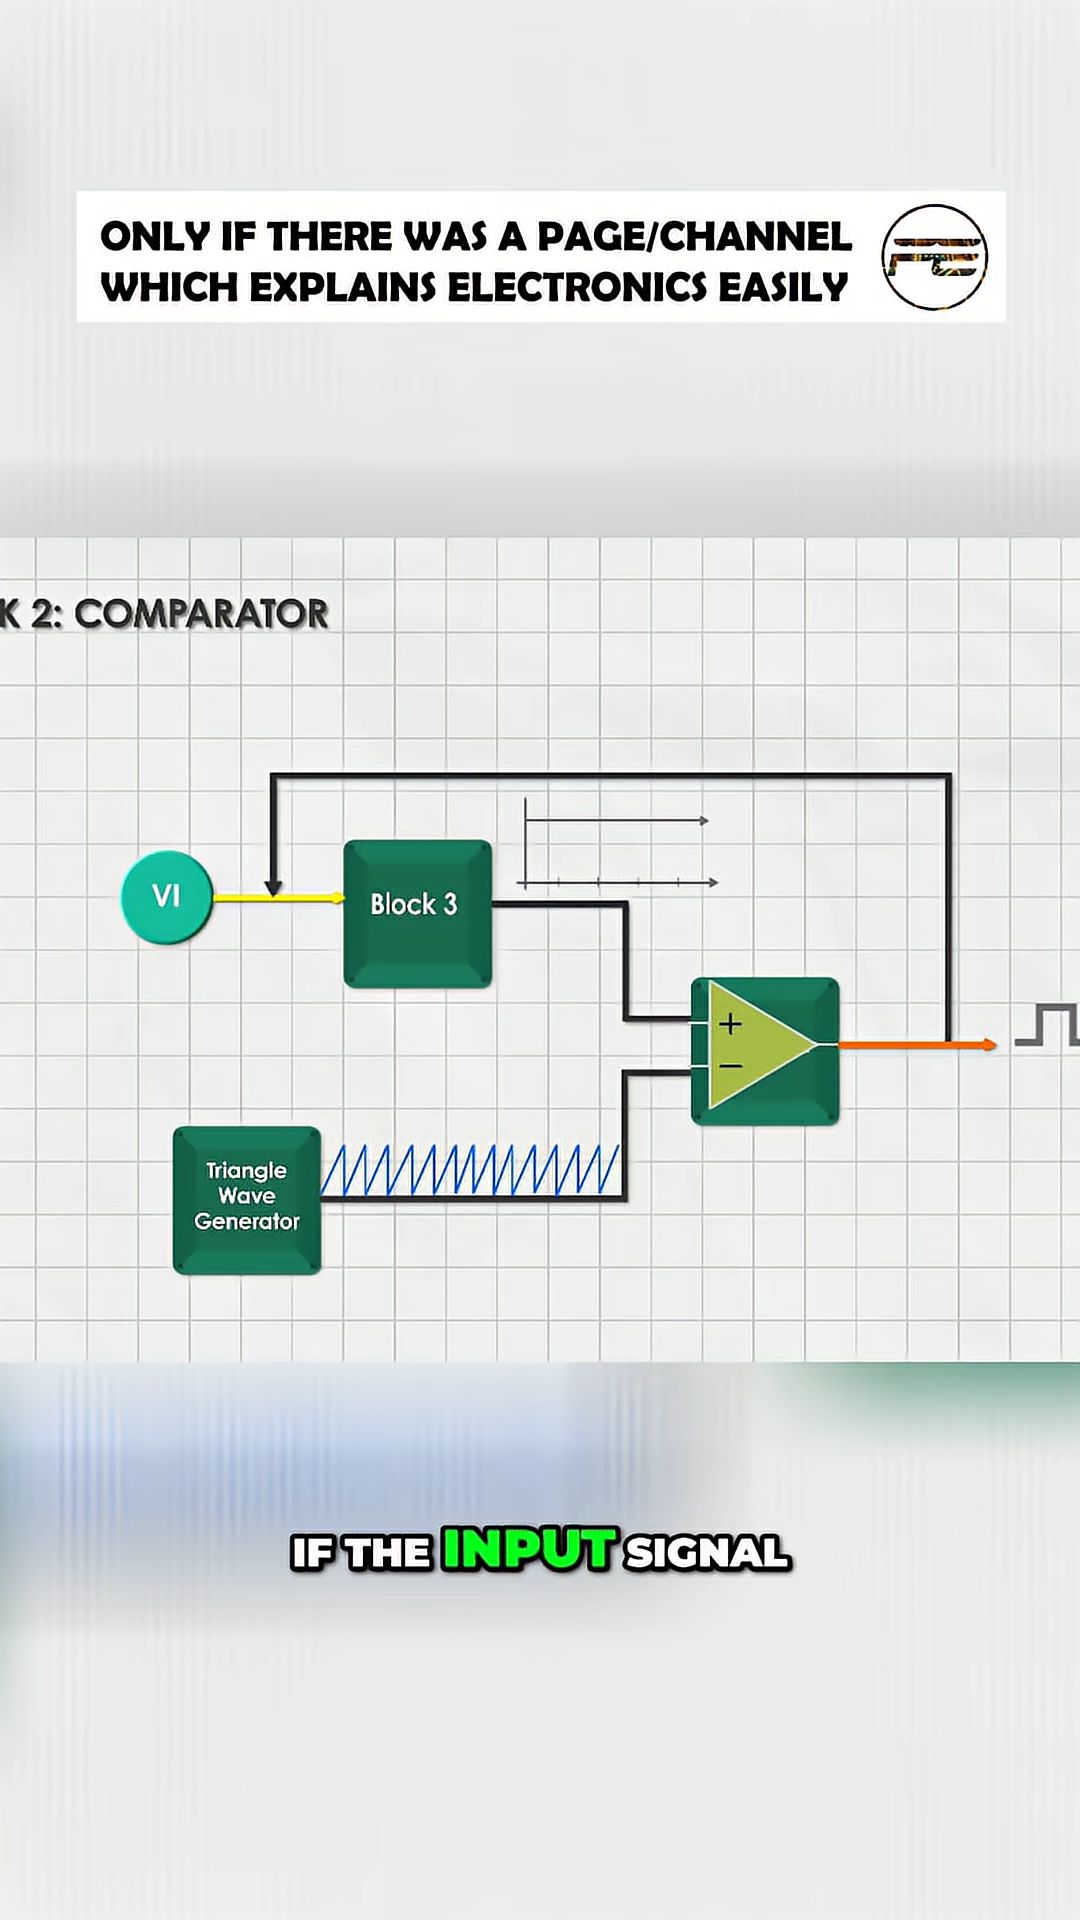 ONLY IF THERE WAS A PAGE/CHANNEL
WHICH EXPLAINS ELECTRONICS EASILY
K 2: COMPARATOR
VI
Block 3
+
−
Triangle
Wave
Generator
IF THE INPUT SIGNAL